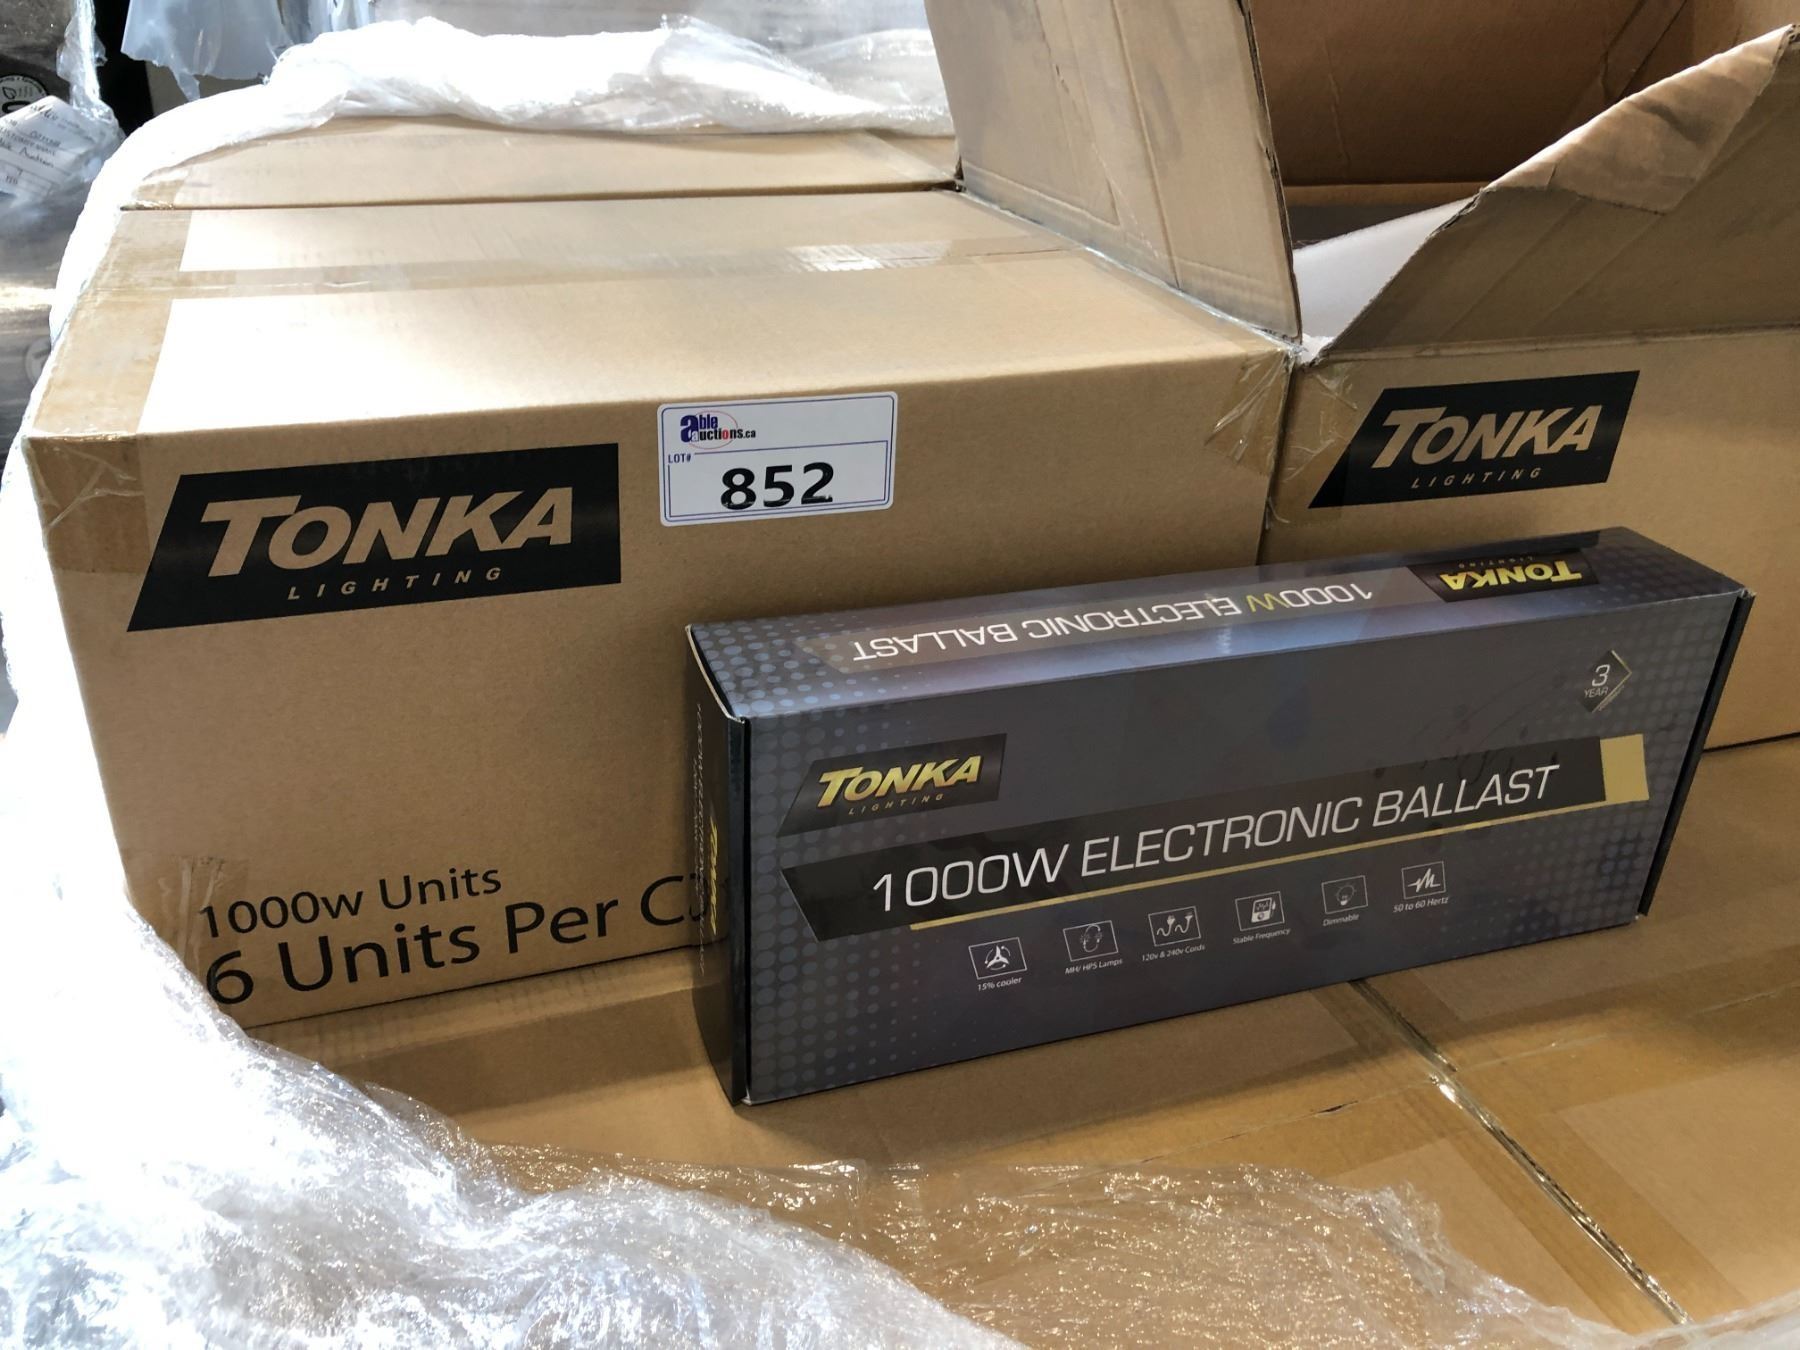 able
auctions.ca
LOT#
852
TONKA
LIGHTING
TONKA
LIGHTING
1000w Units
6 Units Per
TONKA
LIGHTING
1000W ELECTRONIC BALLAST
3
YEAR
TONKA
LIGHTING
1000W ELECTRONIC BALLAST
15% cooler
MH/ HPS Lamps
120v & 240v Cords
Stable Frequency
Dimmable
50 to 60 Hertz